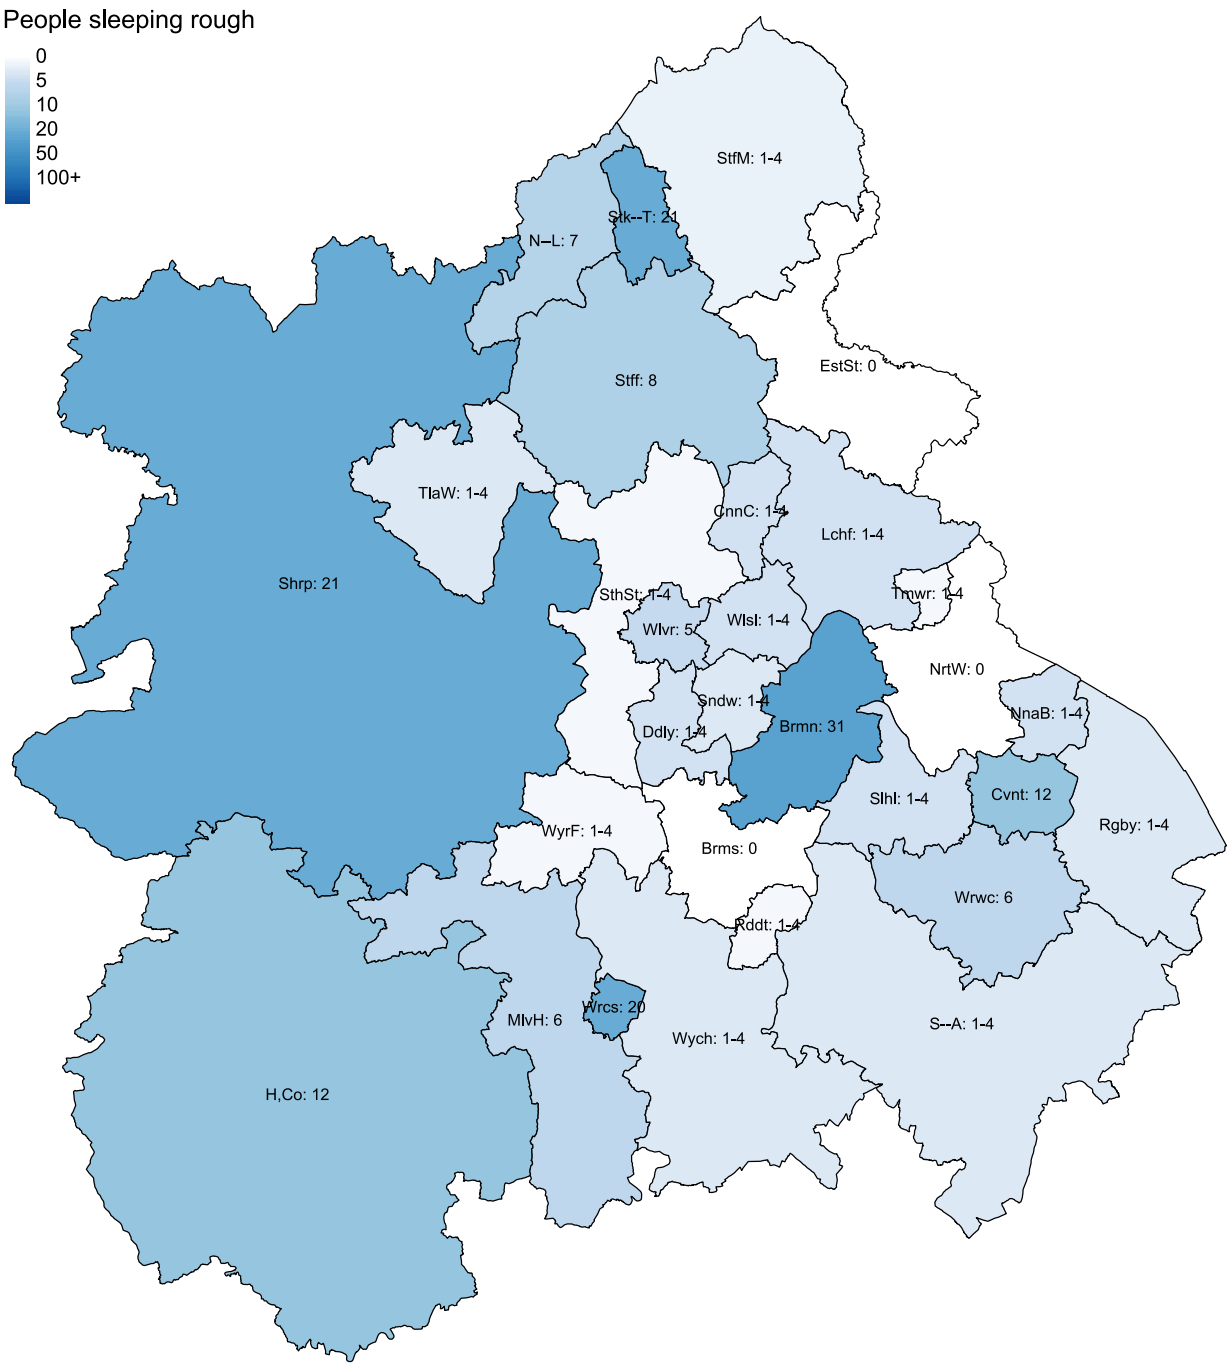 People sleeping rough
0
5
10
20
50
100+
StfM: 1-4
Stk--T: 21
N--L: 7
EstSt: 0
Stff: 8
TlaW: 1-4
CnnC: 1-4
Lchf: 1-4
Shrp: 21
SthSt: 1-4
Tmwr: 1-4
Wlvr: 5
Wlsl: 1-4
NrtW: 0
Sndw: 1-4
NnaB: 1-4
Ddly: 1-4
Brmn: 31
Slhl: 1-4
Cvnt: 12
Rgby: 1-4
WyrF: 1-4
Brms: 0
Wrwc: 6
Rddt: 1-4
Wrcs: 20
MlvH: 6
S--A: 1-4
Wych: 1-4
H,Co: 12